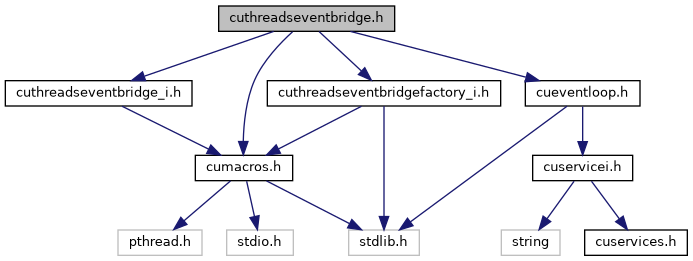 cuthreadseventbridge.h
cuthreadseventbridge_i.h
cuthreadseventbridgefactory_i.h
cueventloop.h
cumacros.h
cuservicei.h
pthread.h
stdio.h
stdlib.h
string
cuservices.h